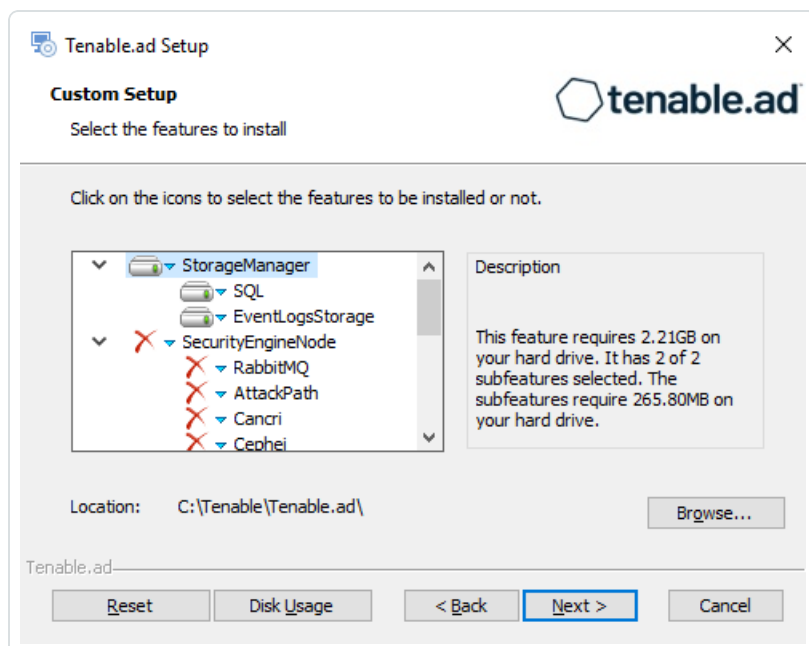 Tenable.ad Setup
Custom Setup
tenable.ad
Select the features to install
Click on the icons to select the features to be installed or not.
StorageManager
SQL
EventLogsStorage
SecurityEngineNode
RabbitMQ
AttackPath
Cancri
Cephei
Description
This feature requires 2.21GB on
your hard drive. It has 2 of 2
subfeatures selected. The
subfeatures require 265.80MB on
your hard drive.
Location: C:\Tenable\Tenable.ad\
Browse...
Tenable.ad
Reset Disk Usage < Back Next > Cancel